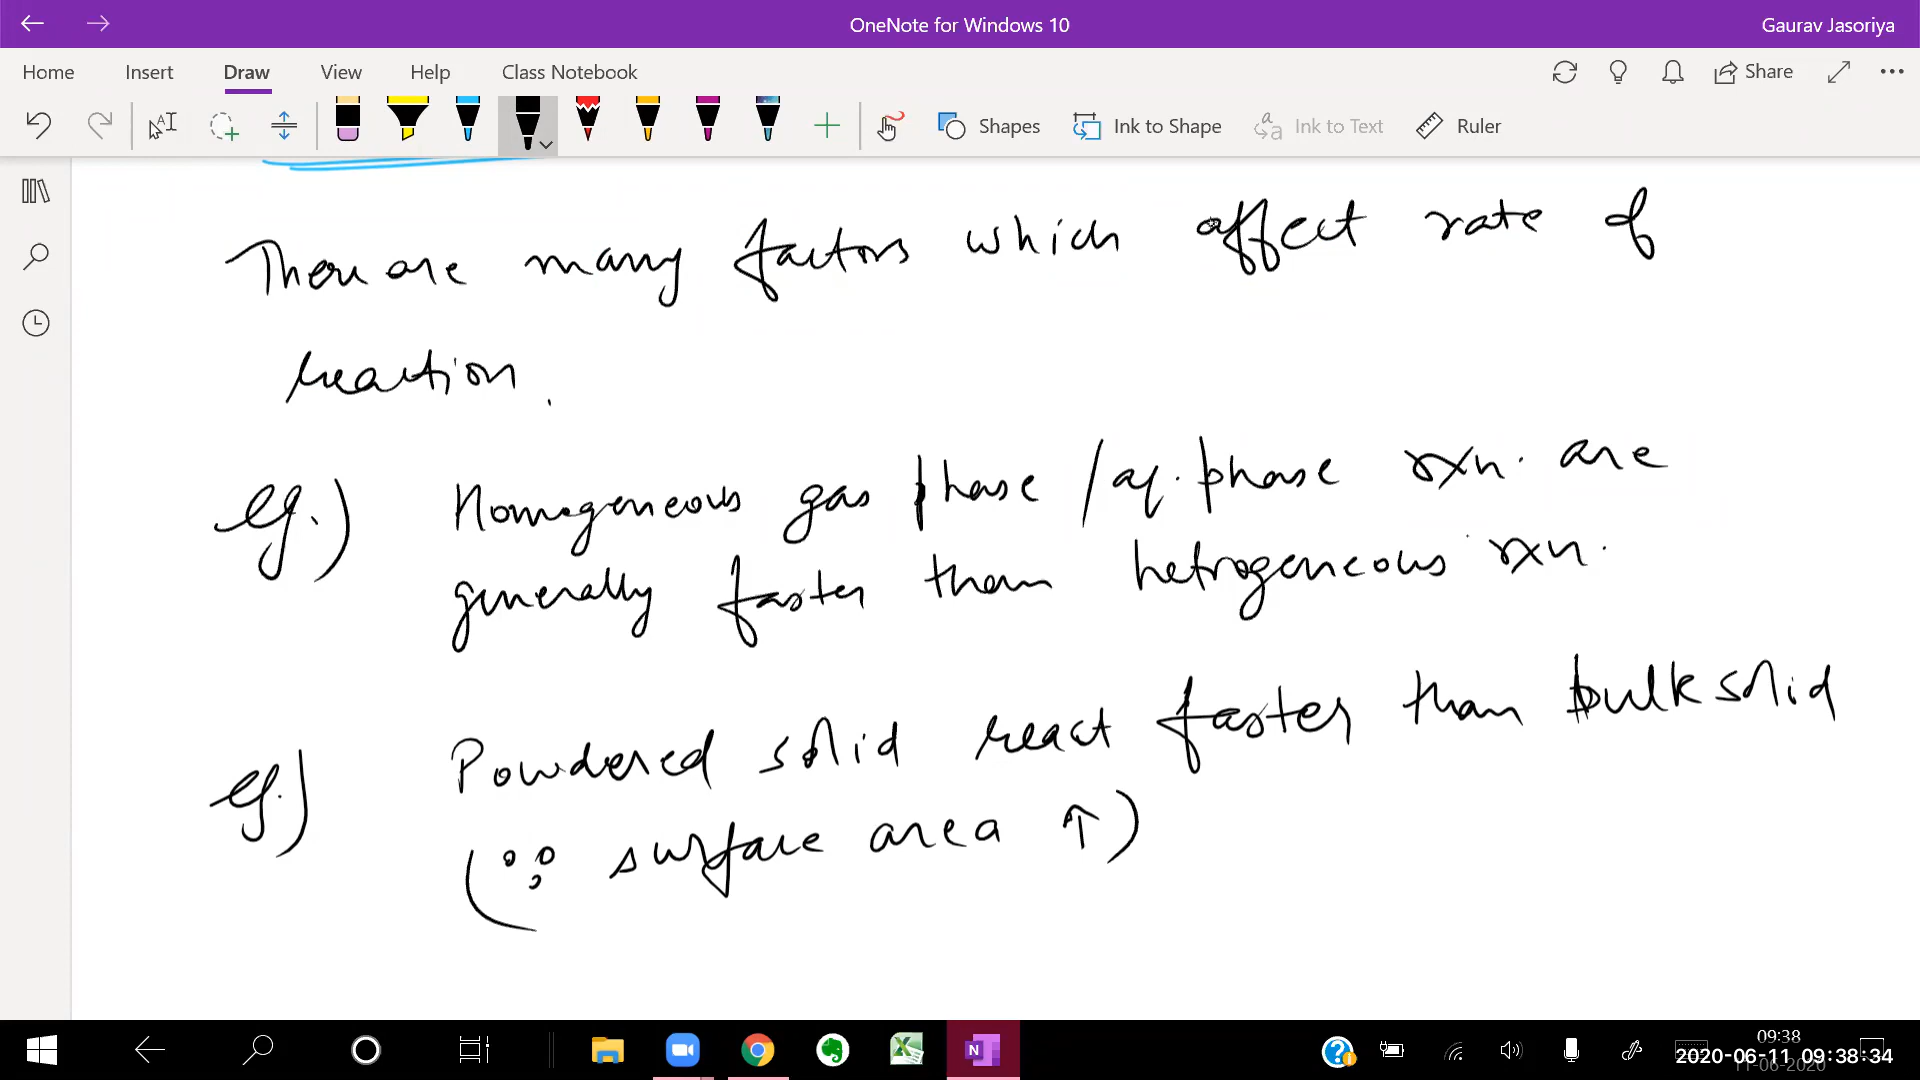 OneNote for Windows 10
Gaurav Jasoriya
Home Insert Draw View Help Class Notebook
Share
Shapes Ink to Shape Ink to Text Ruler
There are many factors which affect rate of
reaction.
eg.) Homogeneous gas phase / aq. phase rxn. are
generally faster than hetrogeneous rxn.
eg.) Powdered solid react faster than bulk solid
(∵ surface area ↑)
09:38
2020-06-11 09:38:34
11-06-2020